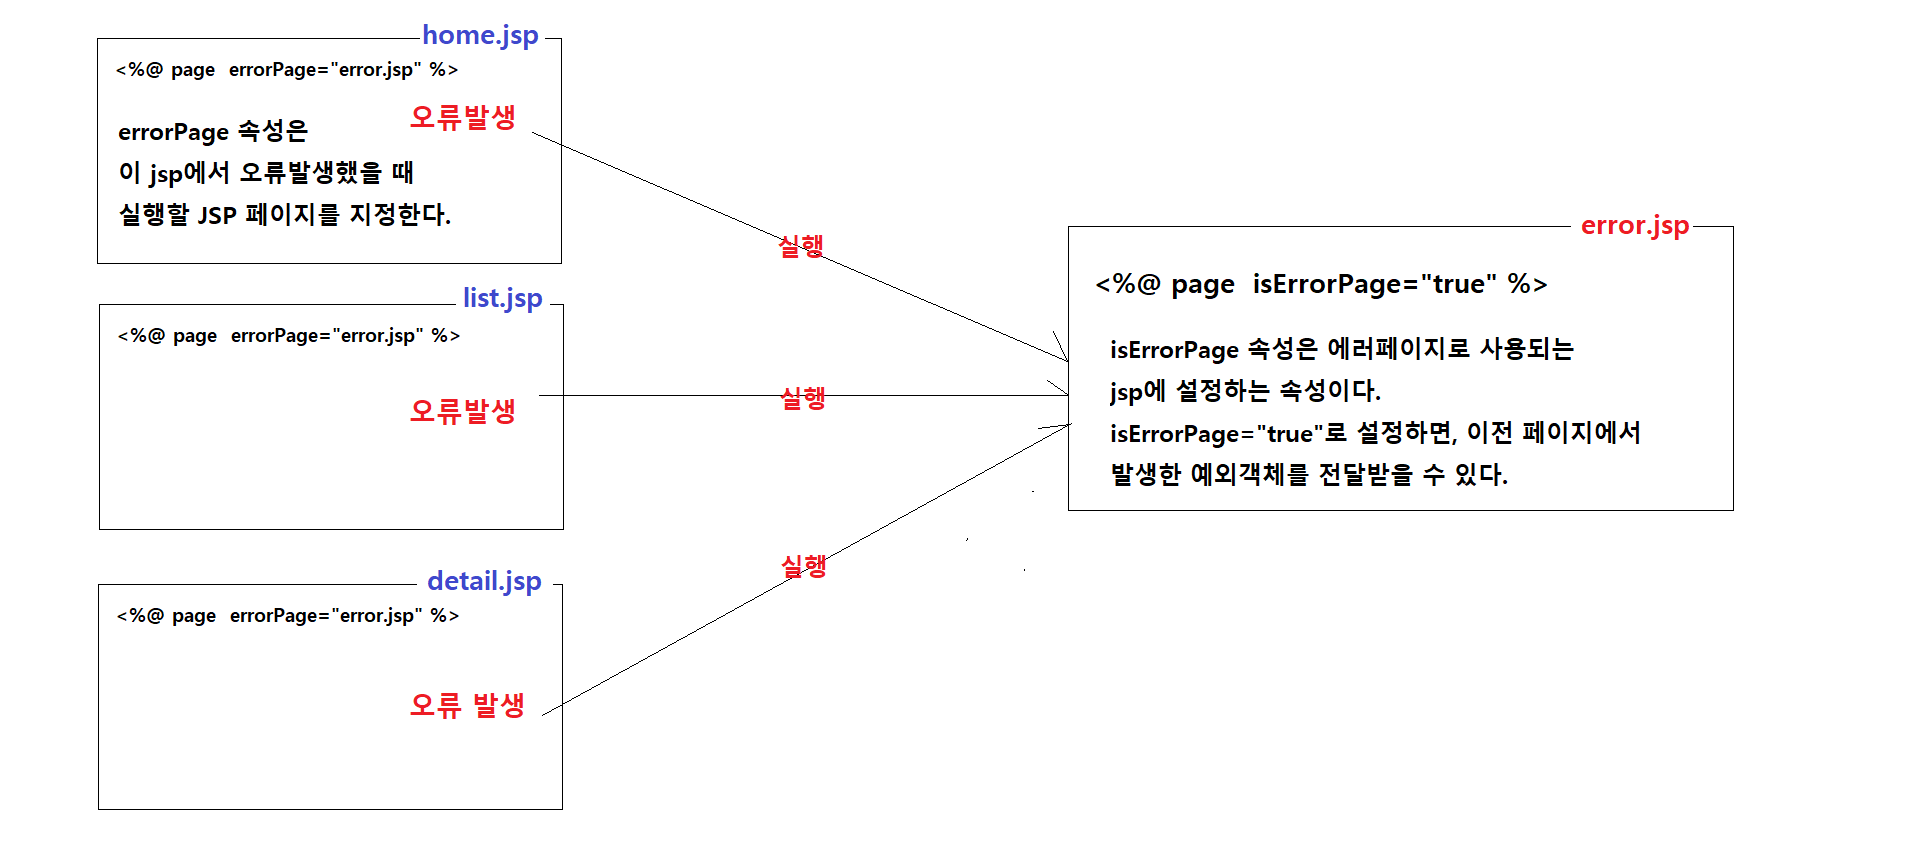 home.jsp
<%@ page  errorPage="error.jsp" %>
오류발생
errorPage 속성은
이 jsp에서 오류발생했을 때
실행할 JSP 페이지를 지정한다.
실행
list.jsp
<%@ page  errorPage="error.jsp" %>
오류발생
실행
detail.jsp
<%@ page  errorPage="error.jsp" %>
오류 발생
실행
error.jsp
<%@ page  isErrorPage="true" %>
isErrorPage 속성은 에러페이지로 사용되는
jsp에 설정하는 속성이다.
isErrorPage="true"로 설정하면, 이전 페이지에서
발생한 예외객체를 전달받을 수 있다.